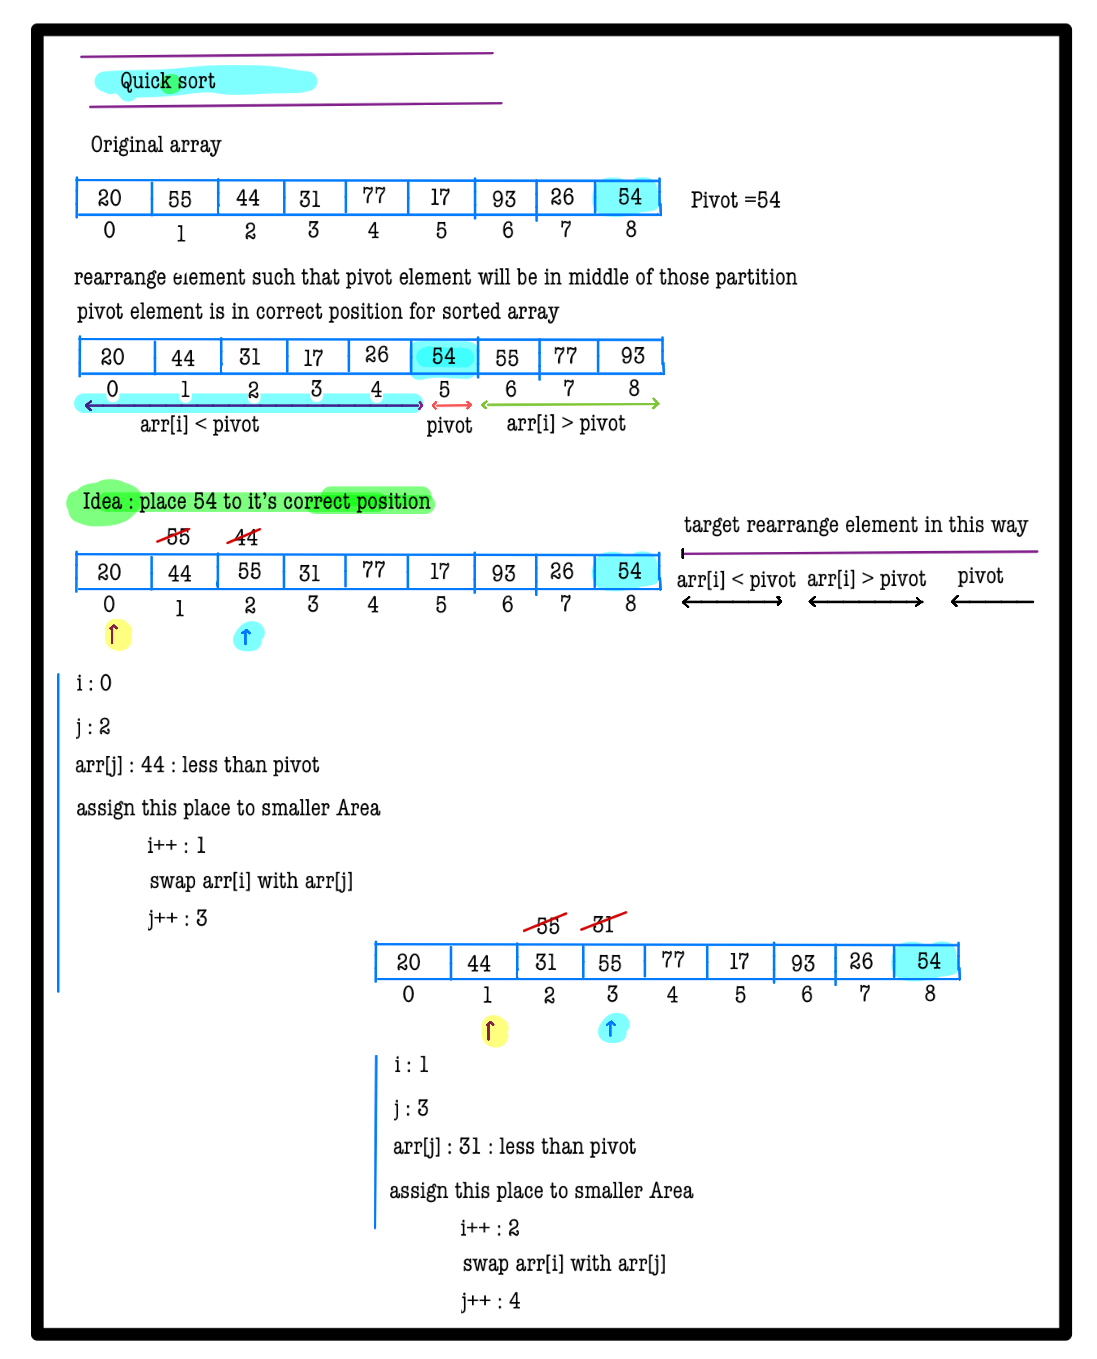 Quick sort
Original array
20 55 44 31 77 17 93 26 54 Pivot =54
0 1 2 3 4 5 6 7 8
rearrange element such that pivot element will be in middle of those partition
pivot element is in correct position for sorted array
20 44 31 17 26 54 55 77 93
0 1 2 3 4 5 6 7 8
arr[i] < pivot pivot arr[i] > pivot
Idea : place 54 to it's correct position
target rearrange element in this way
55 44
20 44 55 31 77 17 93 26 54
arr[i] < pivot arr[i] > pivot pivot
0 1 2 3 4 5 6 7 8
↑ ↑
i : 0
j : 2
arr[j] : 44 : less than pivot
assign this place to smaller Area
i++ : 1
swap arr[i] with arr[j]
j++ : 3
55 31
20 44 31 55 77 17 93 26 54
0 1 2 3 4 5 6 7 8
↑ ↑
i : 1
j : 3
arr[j] : 31 : less than pivot
assign this place to smaller Area
i++ : 2
swap arr[i] with arr[j]
j++ : 4